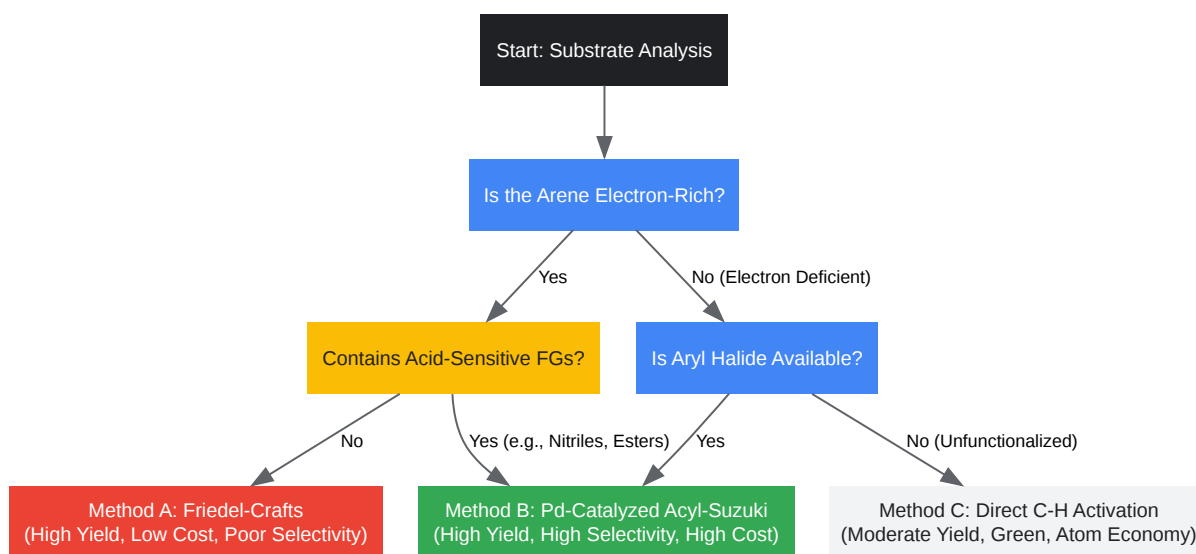 Start: Substrate Analysis
Is the Arene Electron-Rich?
Yes
No (Electron Deficient)
Contains Acid-Sensitive FGs?
Is Aryl Halide Available?
No
Yes (e.g., Nitriles, Esters)
Yes
No (Unfunctionalized)
Method A: Friedel-Crafts
(High Yield, Low Cost, Poor Selectivity)
Method B: Pd-Catalyzed Acyl-Suzuki
(High Yield, High Selectivity, High Cost)
Method C: Direct C-H Activation
(Moderate Yield, Green, Atom Economy)